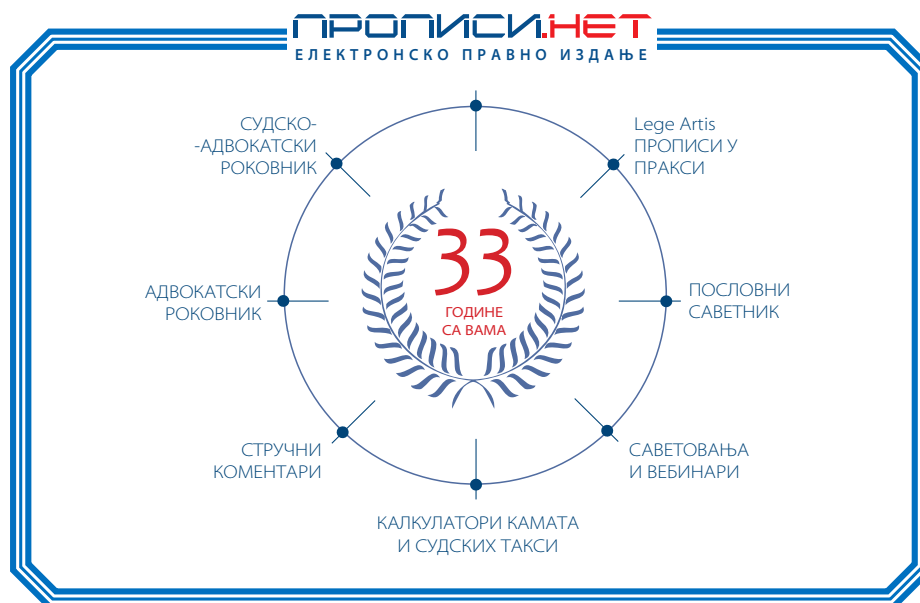 ПРОПИСИ.НЕТ
ЕЛЕКТРОНСКО ПРАВНО ИЗДАЊЕ
СУДСКО-
-АДВОКАТСКИ
РОКОВНИК
Lege Artis
ПРОПИСИ У
ПРАКСИ
33
ГОДИНЕ
СА ВАМА
АДВОКАТСКИ
РОКОВНИК
ПОСЛОВНИ
САВЕТНИК
СТРУЧНИ
КОМЕНТАРИ
САВЕТОВАЊА
И ВЕБИНАРИ
КАЛКУЛАТОРИ КАМАТА
И СУДСКИХ ТАКСИ